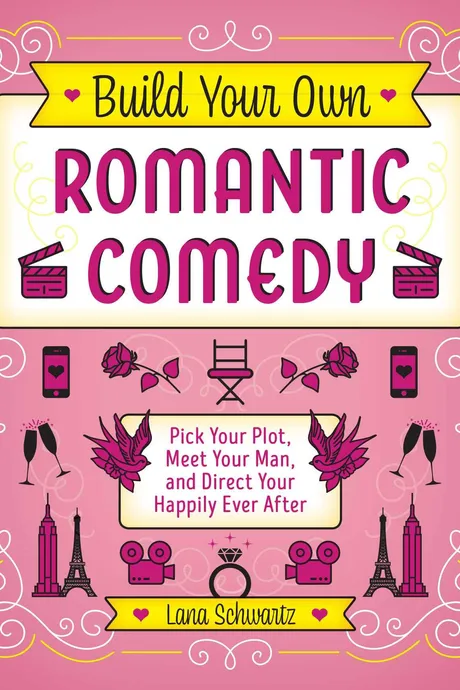 Build Your Own
ROMANTIC
COMEDY
Pick Your Plot,
Meet Your Man,
and Direct Your
Happily Ever After
Lana Schwartz